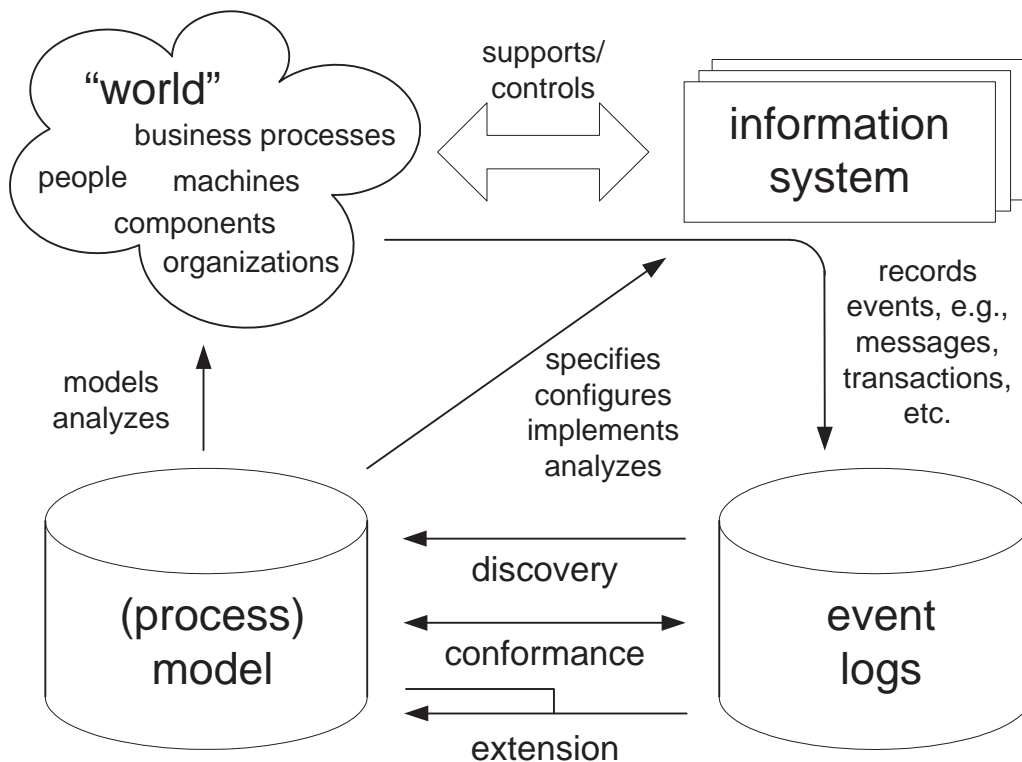 “world”
business processes
people machines
components
organizations
supports/
controls
information
system
records
events, e.g.,
messages,
transactions,
etc.
models
analyzes
specifies
configures
implements
analyzes
discovery
(process)
model
conformance
event
logs
extension